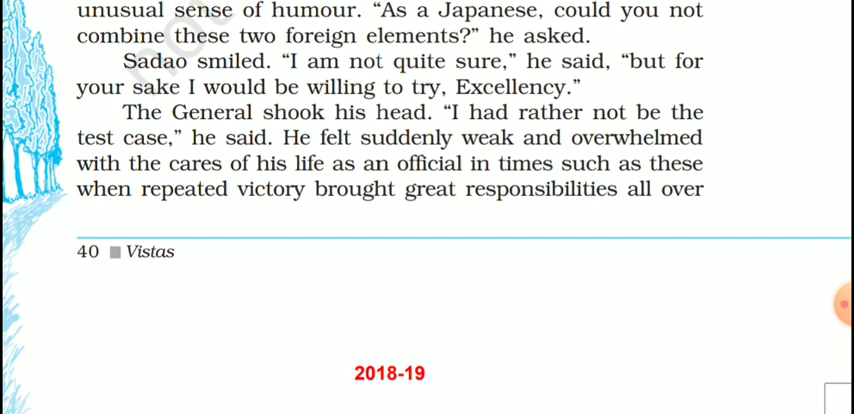 unusual sense of humour. “As a Japanese, could you not
combine these two foreign elements?” he asked.
Sadao smiled. “I am not quite sure,” he said, “but for
your sake I would be willing to try, Excellency.”
The General shook his head. “I had rather not be the
test case,” he said. He felt suddenly weak and overwhelmed
with the cares of his life as an official in times such as these
when repeated victory brought great responsibilities all over
40 ■ Vistas
2018-19